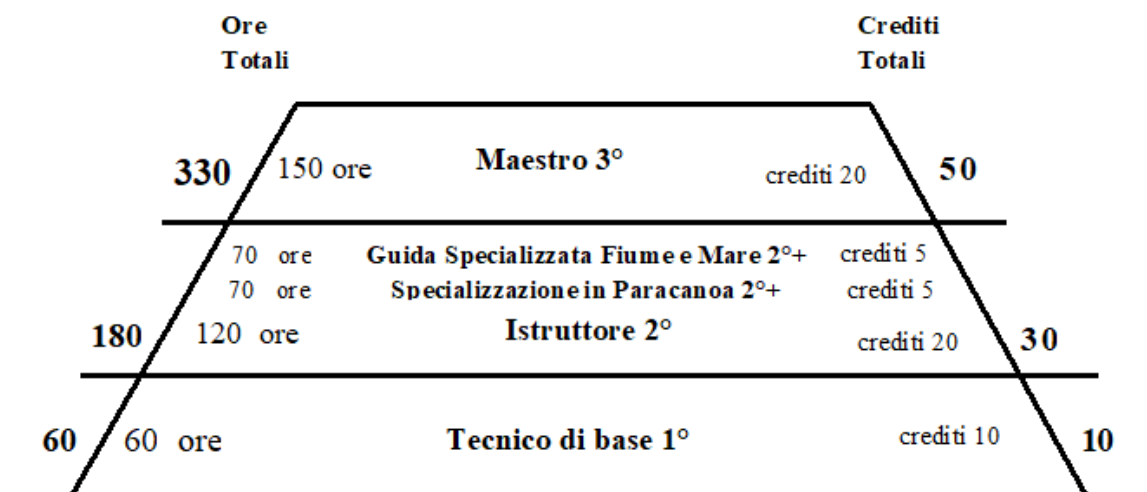 Ore Crediti
Totali Totali
330 150 ore Maestro 3° crediti 20 50
70 ore Guida Specializzata Fiume e Mare 2°+ crediti 5
70 ore Specializzazione in Paracanoa 2°+ crediti 5
180 120 ore Istruttore 2° crediti 20 30
60 60 ore Tecnico di base 1° crediti 10 10